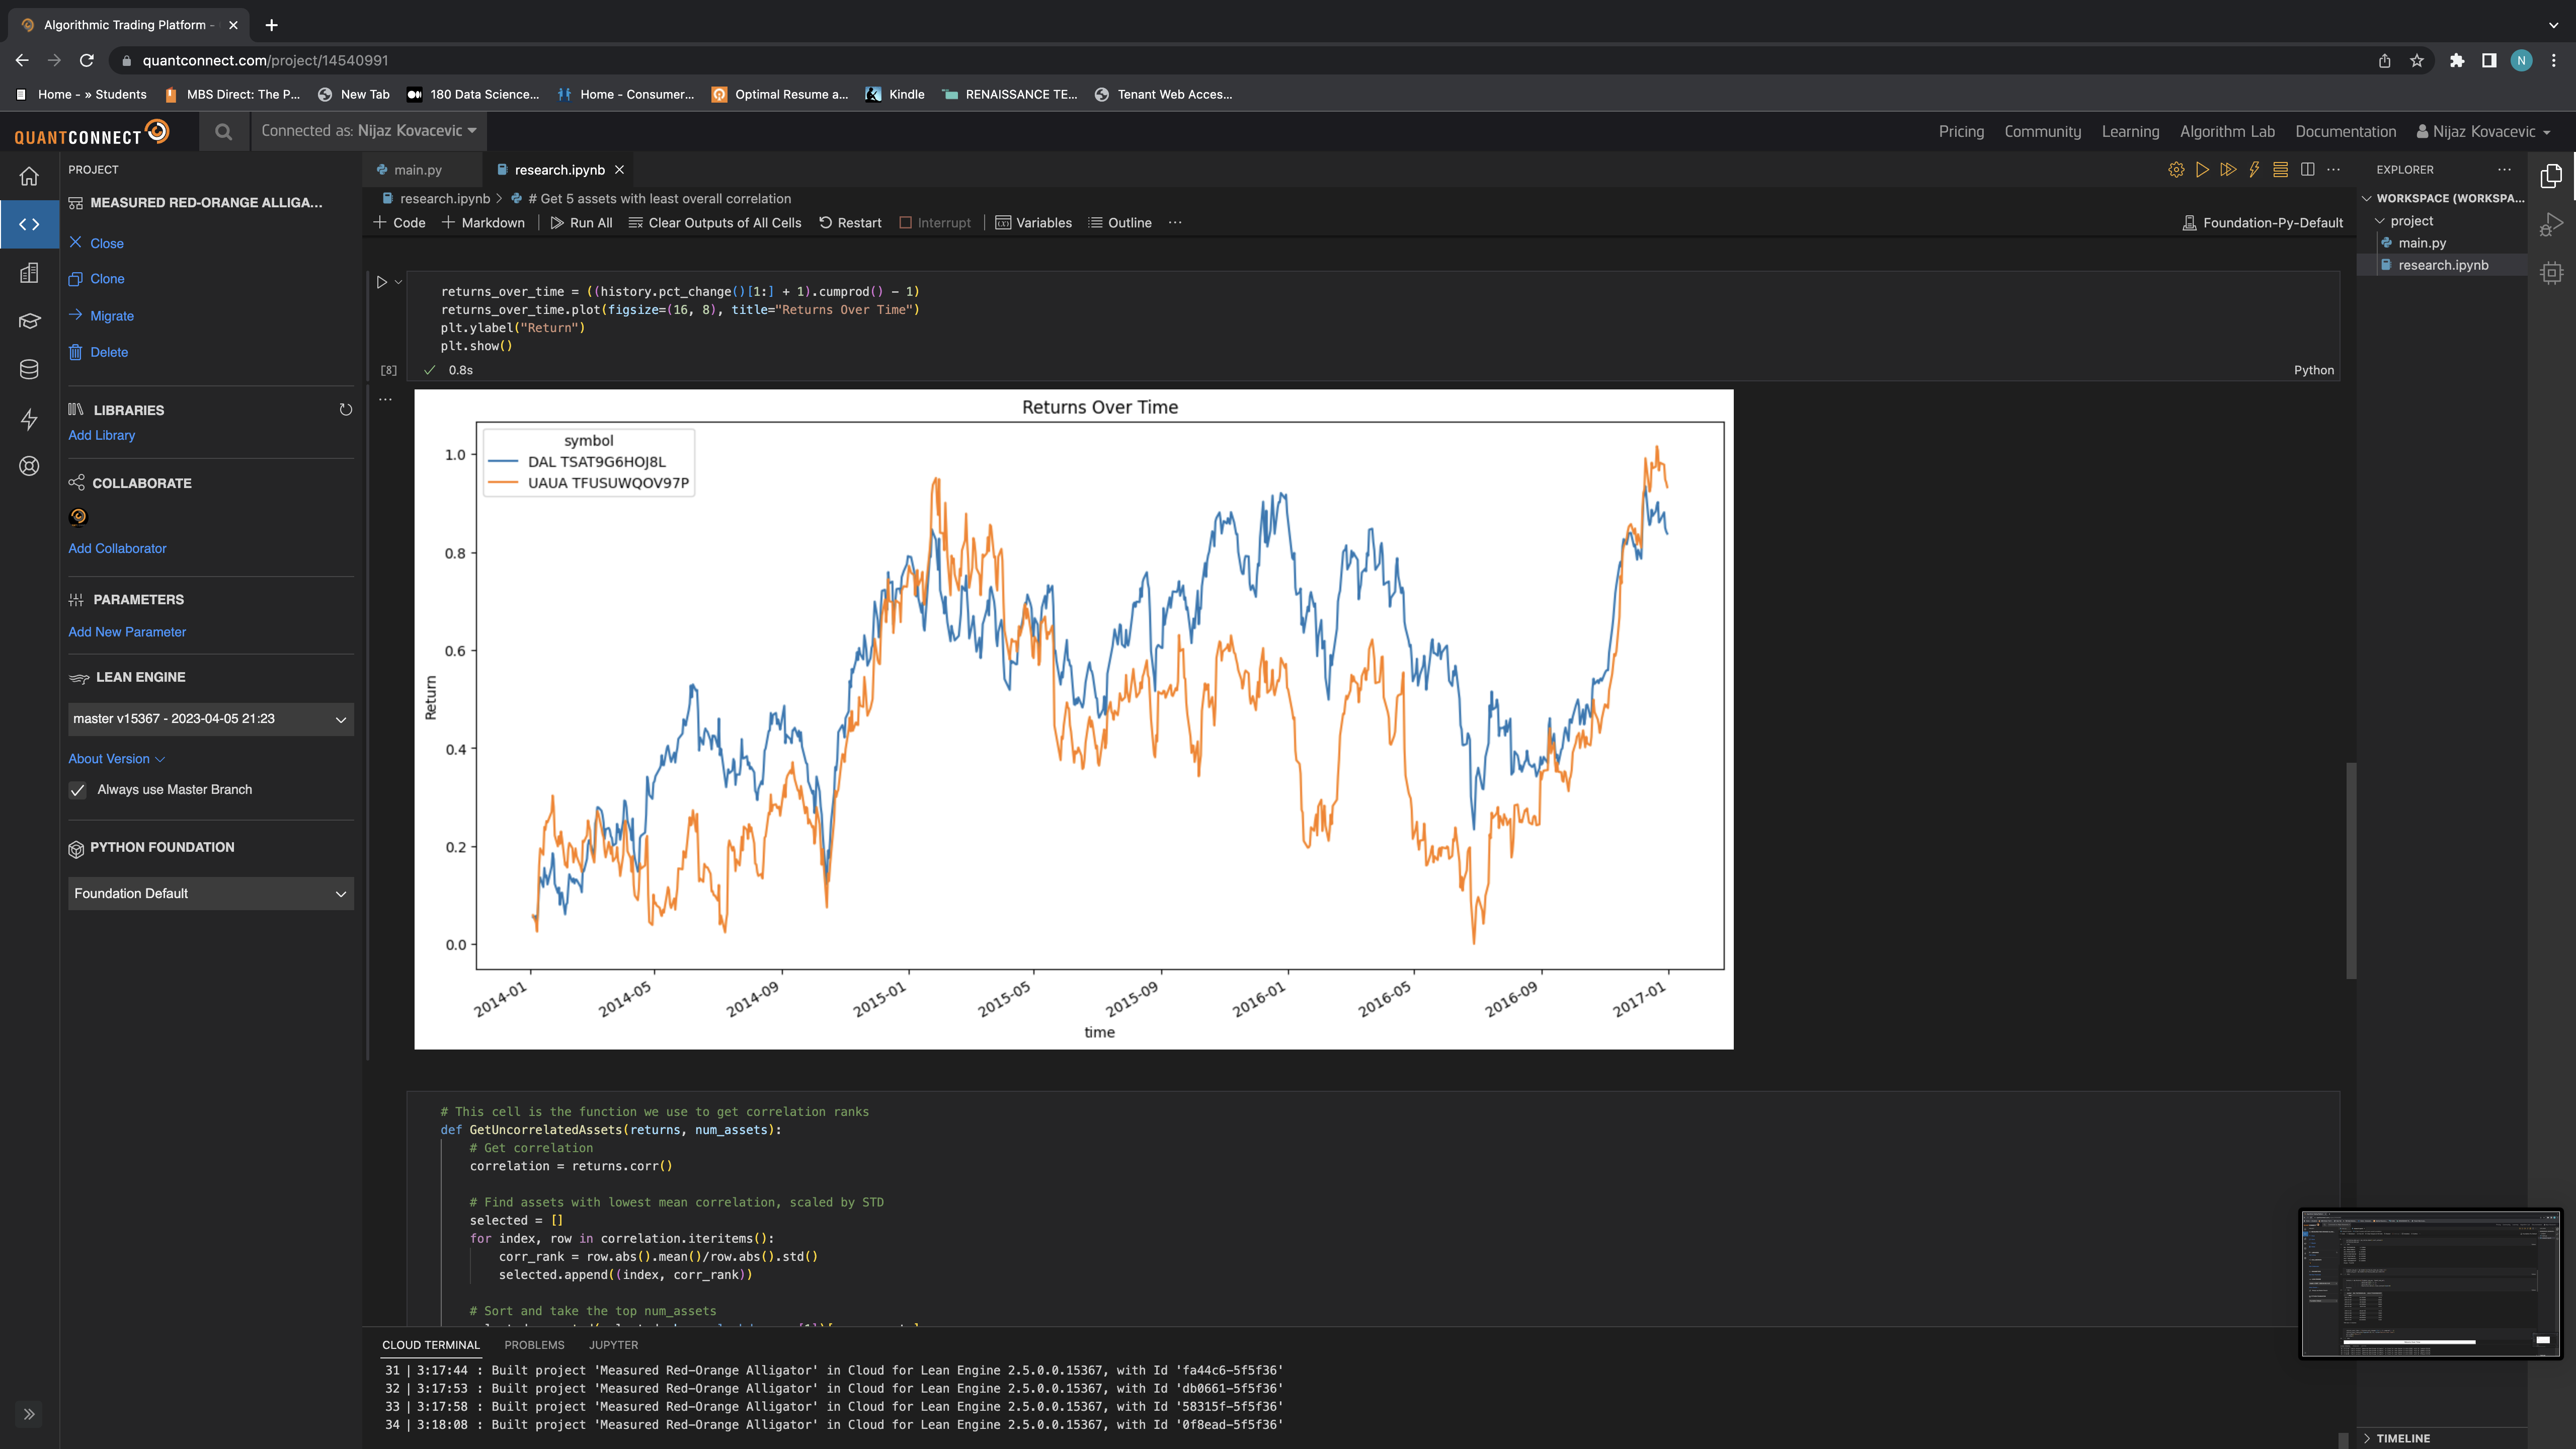 Algorithmic Trading Platform -
quantconnect.com/project/14540991
Home - » Students
MBS Direct: The P...
New Tab
180 Data Science...
Home - Consumer...
Optimal Resume a...
Kindle
RENAISSANCE TE...
Tenant Web Acces...
N
QUANTCONNECT
Connected as: Nijaz Kovacevic
Pricing
Community
Learning
Algorithm Lab
Documentation
Nijaz Kovacevic
PROJECT
MEASURED RED-ORANGE ALLIGA...
Close
Clone
Migrate
Delete
LIBRARIES
Add Library
COLLABORATE
Add Collaborator
PARAMETERS
Add New Parameter
LEAN ENGINE
master v15367 - 2023-04-05 21:23
About Version
Always use Master Branch
PYTHON FOUNDATION
Foundation Default
main.py
research.ipynb
research.ipynb > # Get 5 assets with least overall correlation
+ Code + Markdown | Run All Clear Outputs of All Cells Restart Interrupt | Variables Outline ...
Foundation-Py-Default
returns_over_time = ((history.pct_change()[1:] + 1).cumprod() - 1)
returns_over_time.plot(figsize=(16, 8), title="Returns Over Time")
plt.ylabel("Return")
plt.show()
[8]
0.8s
Python
Returns Over Time
symbol
DAL TSAT9G6HOJ8L
UAUA TFUSUWQOV97P
1.0
0.8
0.6
0.4
0.2
0.0
Return
2014-01
2014-05
2014-09
2015-01
2015-05
2015-09
2016-01
2016-05
2016-09
2017-01
time
# This cell is the function we use to get correlation ranks
def GetUncorrelatedAssets(returns, num_assets):
# Get correlation
correlation = returns.corr()
# Find assets with lowest mean correlation, scaled by STD
selected = []
for index, row in correlation.iteritems():
corr_rank = row.abs().mean()/row.abs().std()
selected.append((index, corr_rank))
# Sort and take the top num_assets
CLOUD TERMINAL
PROBLEMS
JUPYTER
31 | 3:17:44 : Built project 'Measured Red-Orange Alligator' in Cloud for Lean Engine 2.5.0.0.15367, with Id 'fa44c6-5f5f36'
32 | 3:17:53 : Built project 'Measured Red-Orange Alligator' in Cloud for Lean Engine 2.5.0.0.15367, with Id 'db0661-5f5f36'
33 | 3:17:58 : Built project 'Measured Red-Orange Alligator' in Cloud for Lean Engine 2.5.0.0.15367, with Id '58315f-5f5f36'
34 | 3:18:08 : Built project 'Measured Red-Orange Alligator' in Cloud for Lean Engine 2.5.0.0.15367, with Id '0f8ead-5f5f36'
EXPLORER
WORKSPACE (WORKSPA...
project
main.py
research.ipynb
TIMELINE